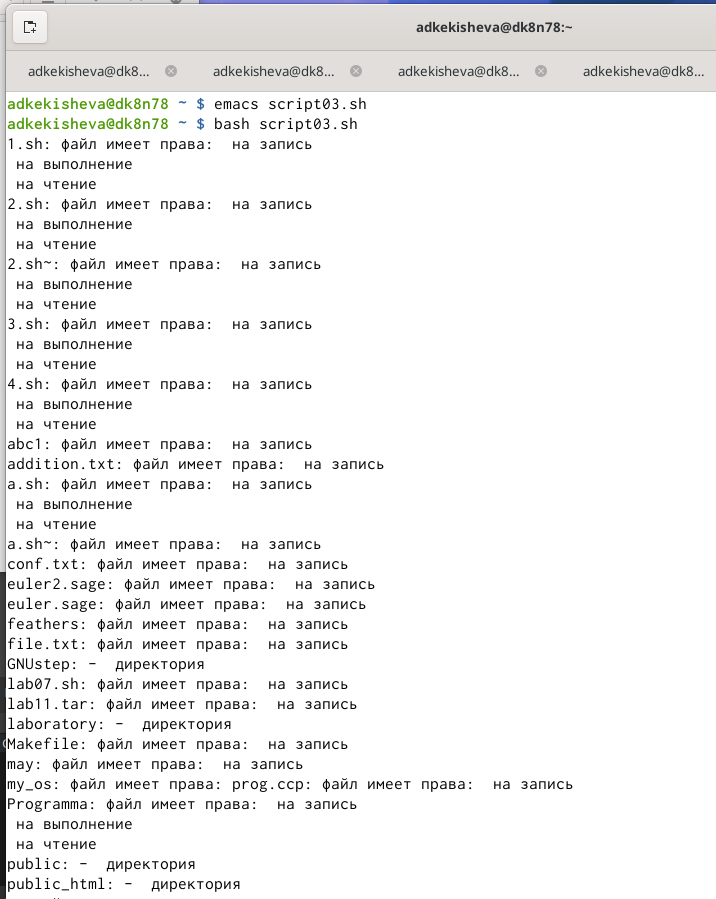 adkekisheva@dk8n78:~
adkekisheva@dk8... adkekisheva@dk8... adkekisheva@dk8... adkekisheva@dk8...
adkekisheva@dk8n78 ~ $ emacs script03.sh
adkekisheva@dk8n78 ~ $ bash script03.sh
1.sh: файл имеет права:  на запись
 на выполнение
 на чтение
2.sh: файл имеет права:  на запись
 на выполнение
 на чтение
2.sh~: файл имеет права:  на запись
 на выполнение
 на чтение
3.sh: файл имеет права:  на запись
 на выполнение
 на чтение
4.sh: файл имеет права:  на запись
 на выполнение
 на чтение
abc1: файл имеет права:  на запись
addition.txt: файл имеет права:  на запись
a.sh: файл имеет права:  на запись
 на выполнение
 на чтение
a.sh~: файл имеет права:  на запись
conf.txt: файл имеет права:  на запись
euler2.sage: файл имеет права:  на запись
euler.sage: файл имеет права:  на запись
feathers: файл имеет права:  на запись
file.txt: файл имеет права:  на запись
GNUstep: -  директория
lab07.sh: файл имеет права:  на запись
lab11.tar: файл имеет права:  на запись
laboratory: -  директория
Makefile: файл имеет права:  на запись
may: файл имеет права:  на запись
my_os: файл имеет права: prog.ccp: файл имеет права:  на запись
Programma: файл имеет права:  на запись
 на выполнение
 на чтение
public: -  директория
public_html: -  директория